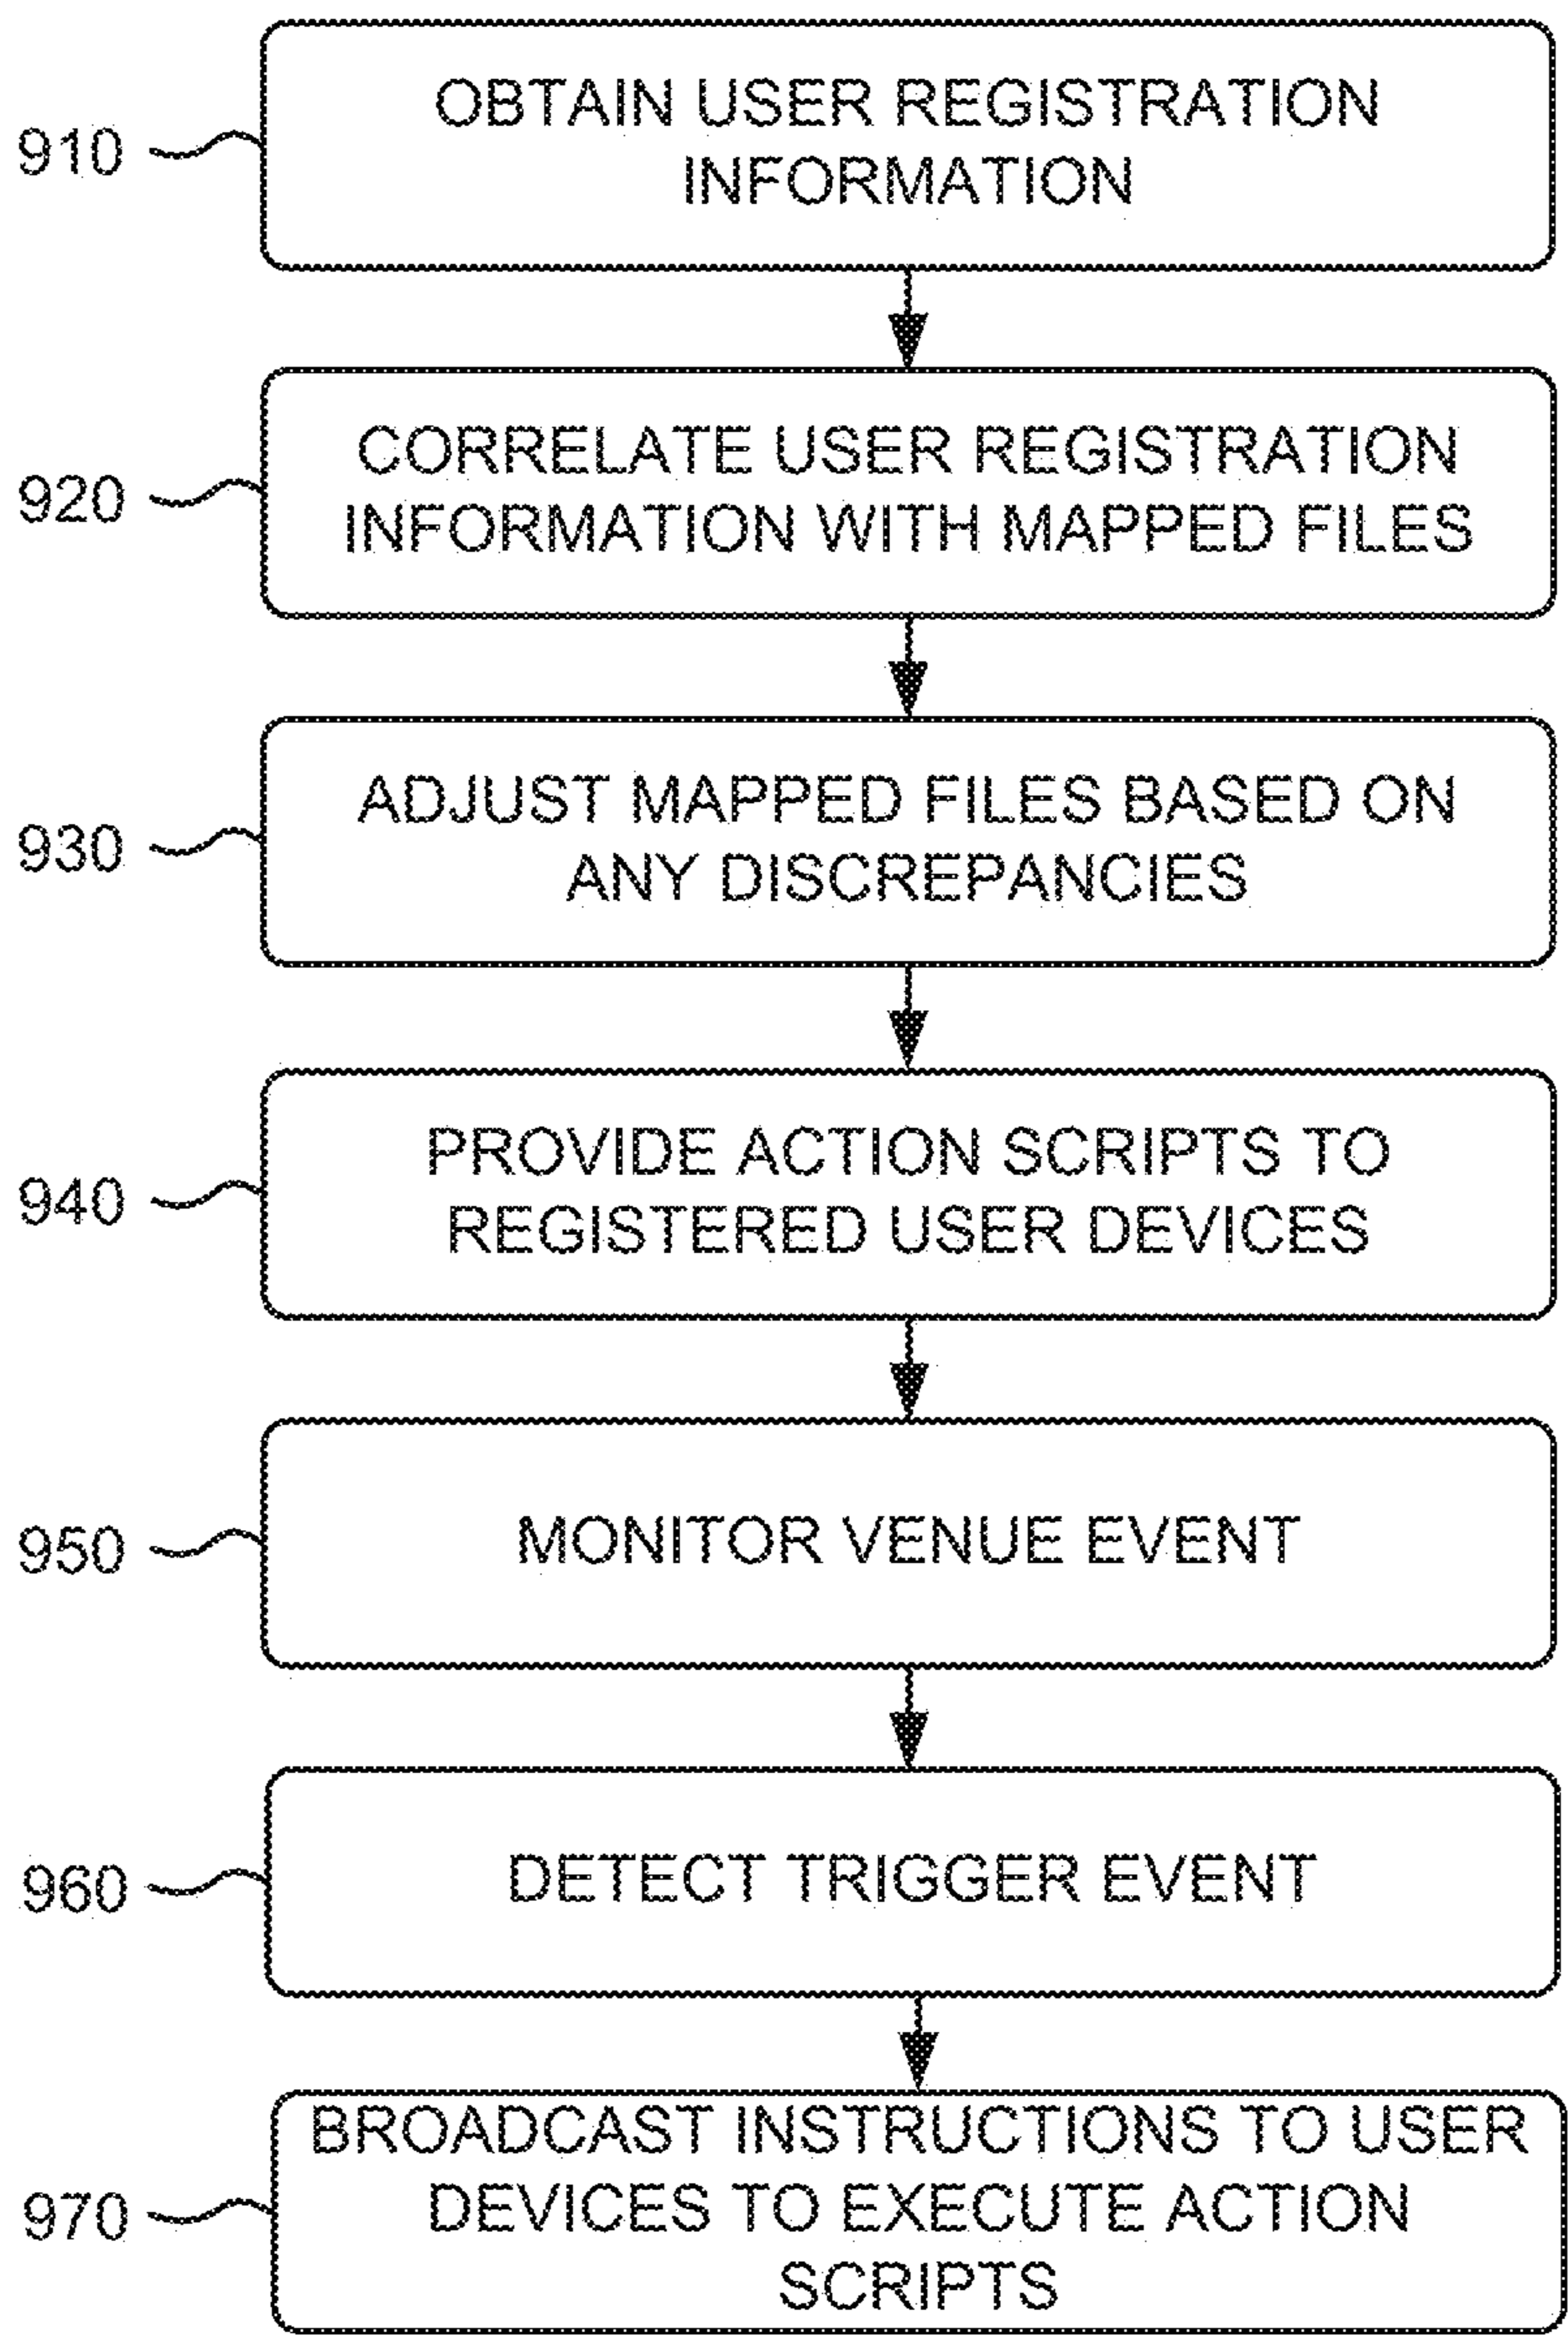 910
OBTAIN USER REGISTRATION
INFORMATION
920
CORRELATE USER REGISTRATION
INFORMATION WITH MAPPED FILES
930
ADJUST MAPPED FILES BASED ON
ANY DISCREPANCIES
940
PROVIDE ACTION SCRIPTS TO
REGISTERED USER DEVICES
950
MONITOR VENUE EVENT
960
DETECT TRIGGER EVENT
970
BROADCAST INSTRUCTIONS TO USER
DEVICES TO EXECUTE ACTION
SCRIPTS